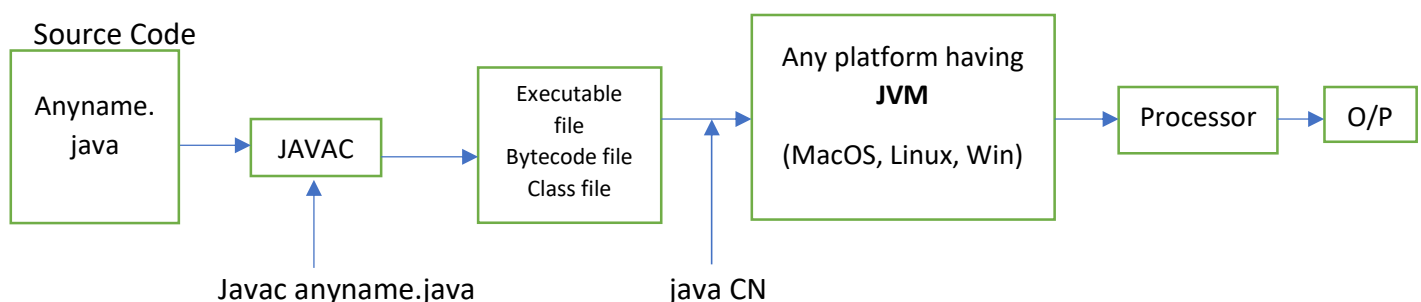 Source Code
Anyname.
java
JAVAC
Executable
file
Bytecode file
Class file
Any platform having
JVM
(MacOS, Linux, Win)
Processor
O/P
Javac anyname.java
java CN